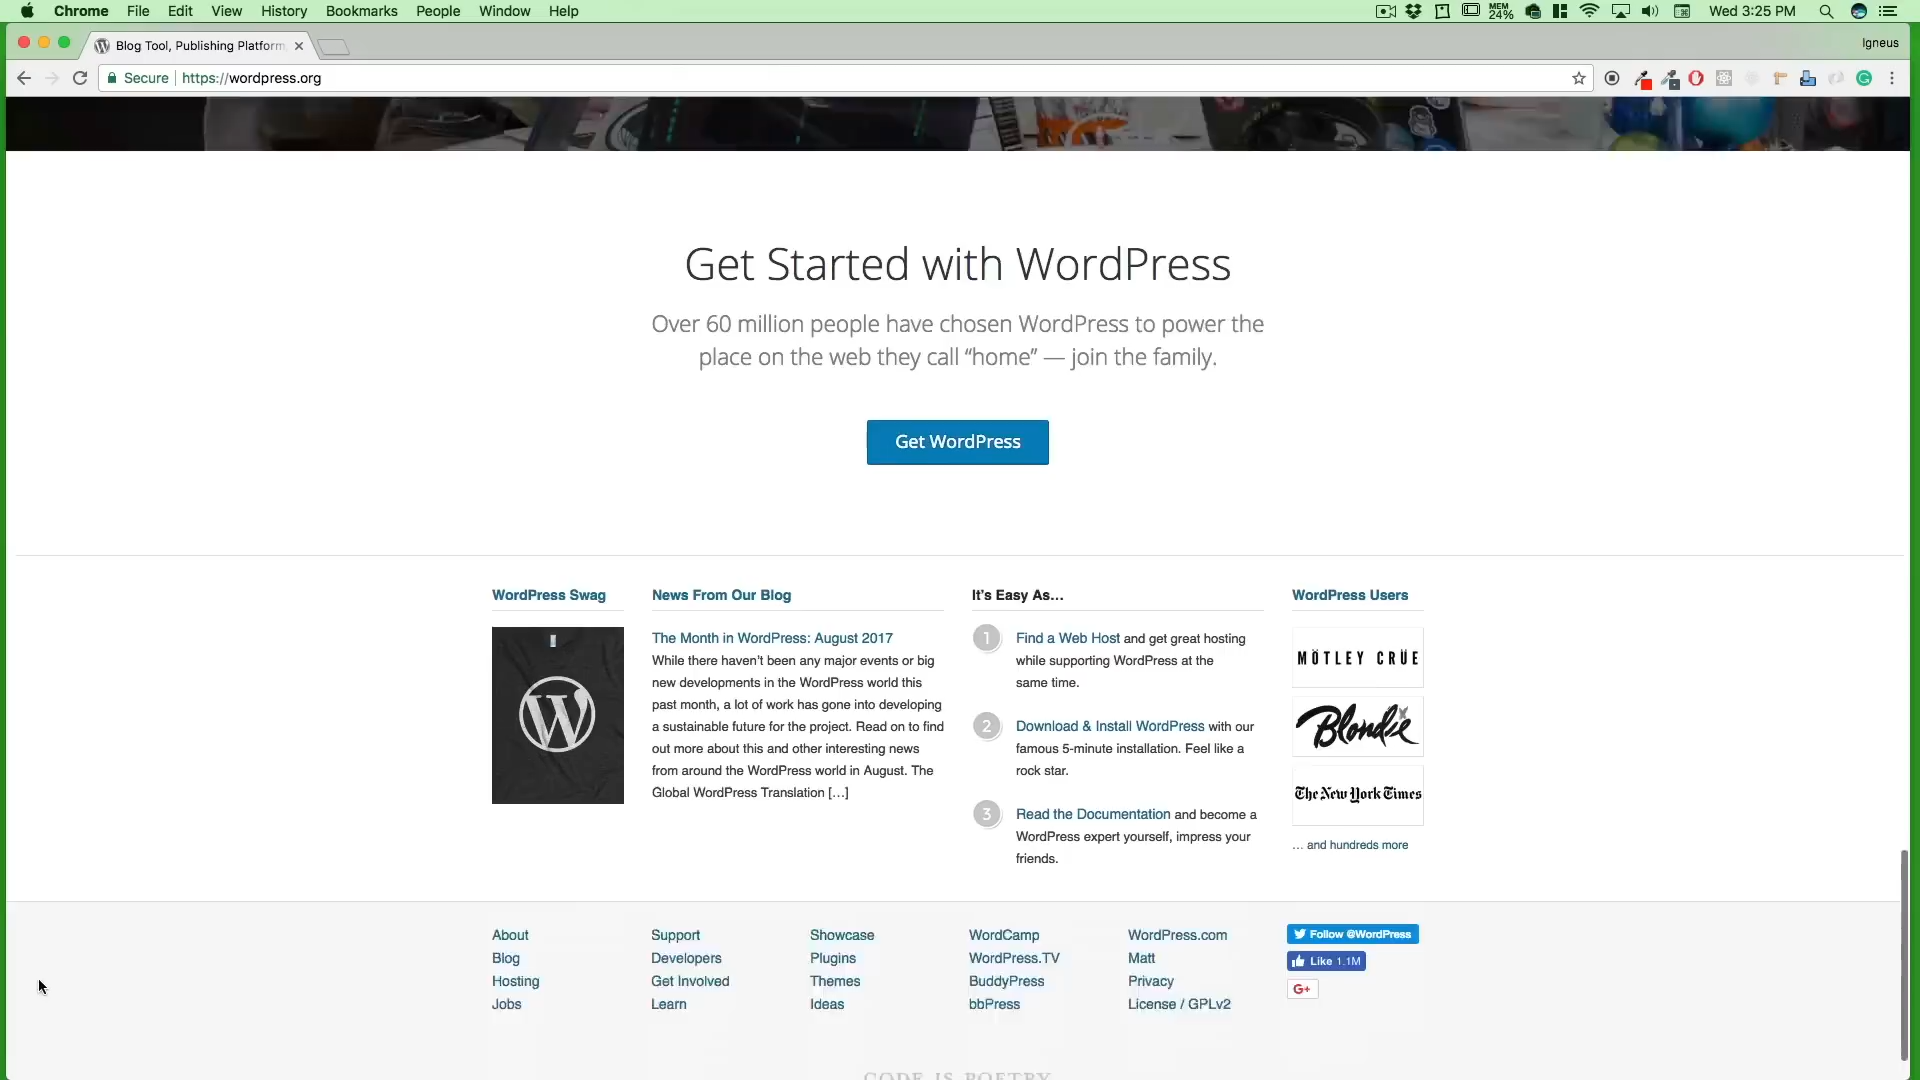 Chrome File Edit View History Bookmarks People Window Help
MEM
24%
Wed 3:25 PM
Blog Tool, Publishing Platform,
Igneus
Secure
https://wordpress.org
Get Started with WordPress
Over 60 million people have chosen WordPress to power the
place on the web they call “home” — join the family.
Get WordPress
WordPress Swag
News From Our Blog
The Month in WordPress: August 2017
While there haven’t been any major events or big
new developments in the WordPress world this
past month, a lot of work has gone into developing
a sustainable future for the project. Read on to find
out more about this and other interesting news
from around the WordPress world in August. The
Global WordPress Translation […]
It’s Easy As…
1
Find a Web Host and get great hosting
while supporting WordPress at the
same time.
2
Download & Install WordPress with our
famous 5-minute installation. Feel like a
rock star.
3
Read the Documentation and become a
WordPress expert yourself, impress your
friends.
WordPress Users
MÖTLEY CRÜE
Blondie
The New York Times
… and hundreds more
About
Blog
Hosting
Jobs
Support
Developers
Get Involved
Learn
Showcase
Plugins
Themes
Ideas
WordCamp
WordPress.TV
BuddyPress
bbPress
WordPress.com
Matt
Privacy
License / GPLv2
Follow @WordPress
Like 1.1M
G+
CODE IS POETRY